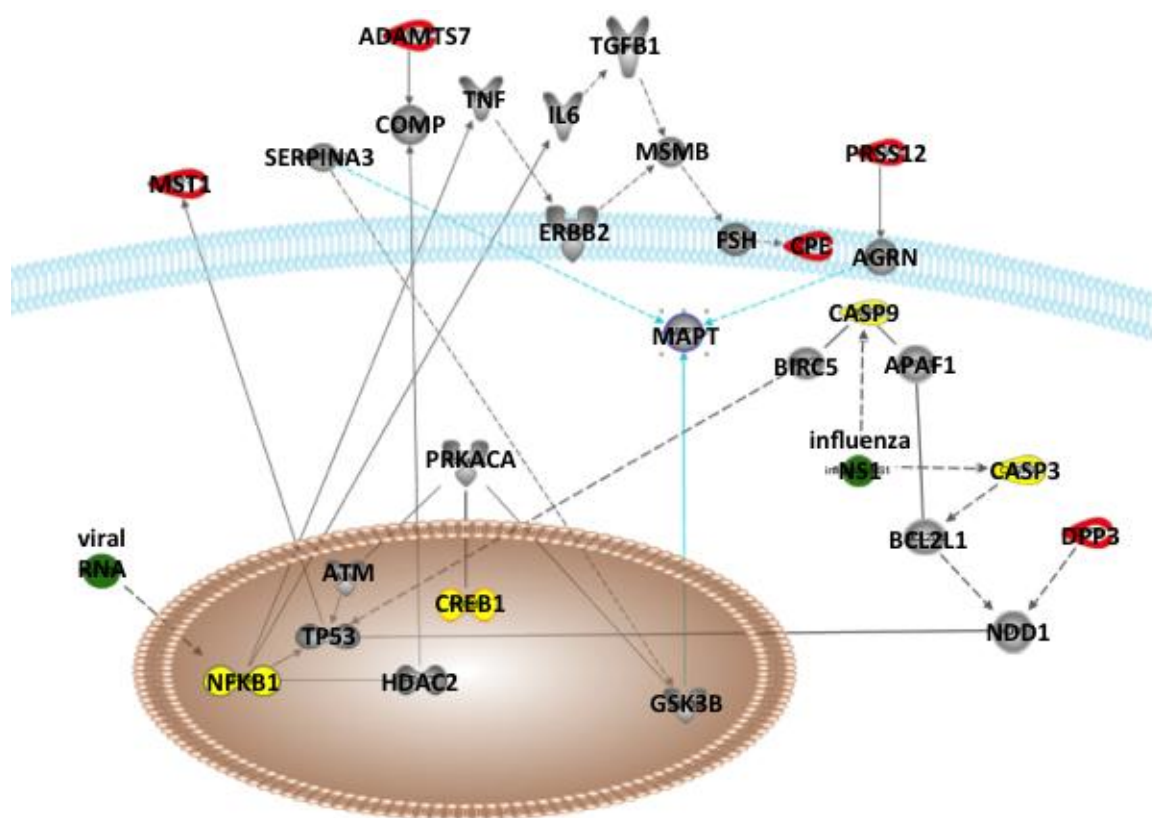 ADAMTS7
TGFB1
TNF
IL6
COMP
SERPINA3
MSMB
PRSS12
MST1
ERBB2
FSH
CPE
AGRN
CASP9
MAPT
BIRC5
APAF1
influenza
NS1
PRKACA
CASP3
viral
RNA
ATM
BCL2L1
DPP3
CREB1
TP53
NDD1
NFKB1
HDAC2
GSK3B